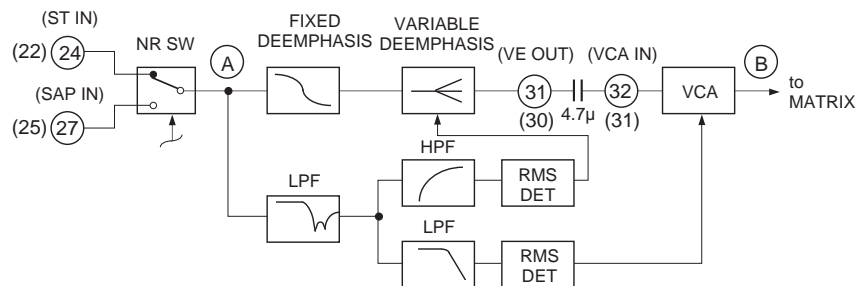 (ST IN)
(22) 24
NR SW
A
FIXED
DEEMPHASIS
VARIABLE
DEEMPHASIS
(VE OUT)
(VCA IN)
31
32
(30)
4.7μ
(31)
VCA
B
to
MATRIX
(SAP IN)
(25) 27
HPF
RMS
DET
LPF
LPF
RMS
DET